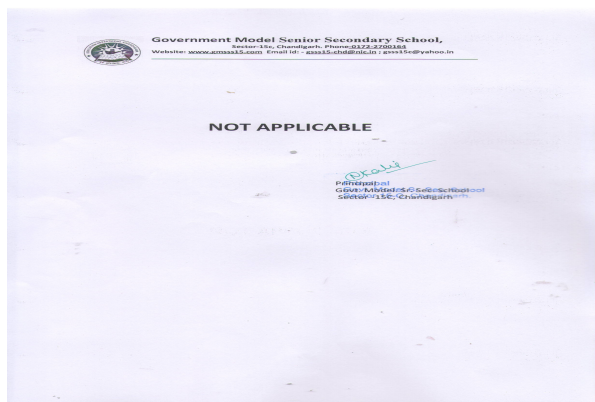 Government Model Senior Secondary School,
Sector-15c, Chandigarh. Phone:0172-2700164
Website: www.gmsss15.com Email id: - gsss15-chd@nic.in ; gsss15c@yahoo.in
NOT APPLICABLE
Principal
Govt. Model Sr. Sec School
Sector -15C, Chandigarh